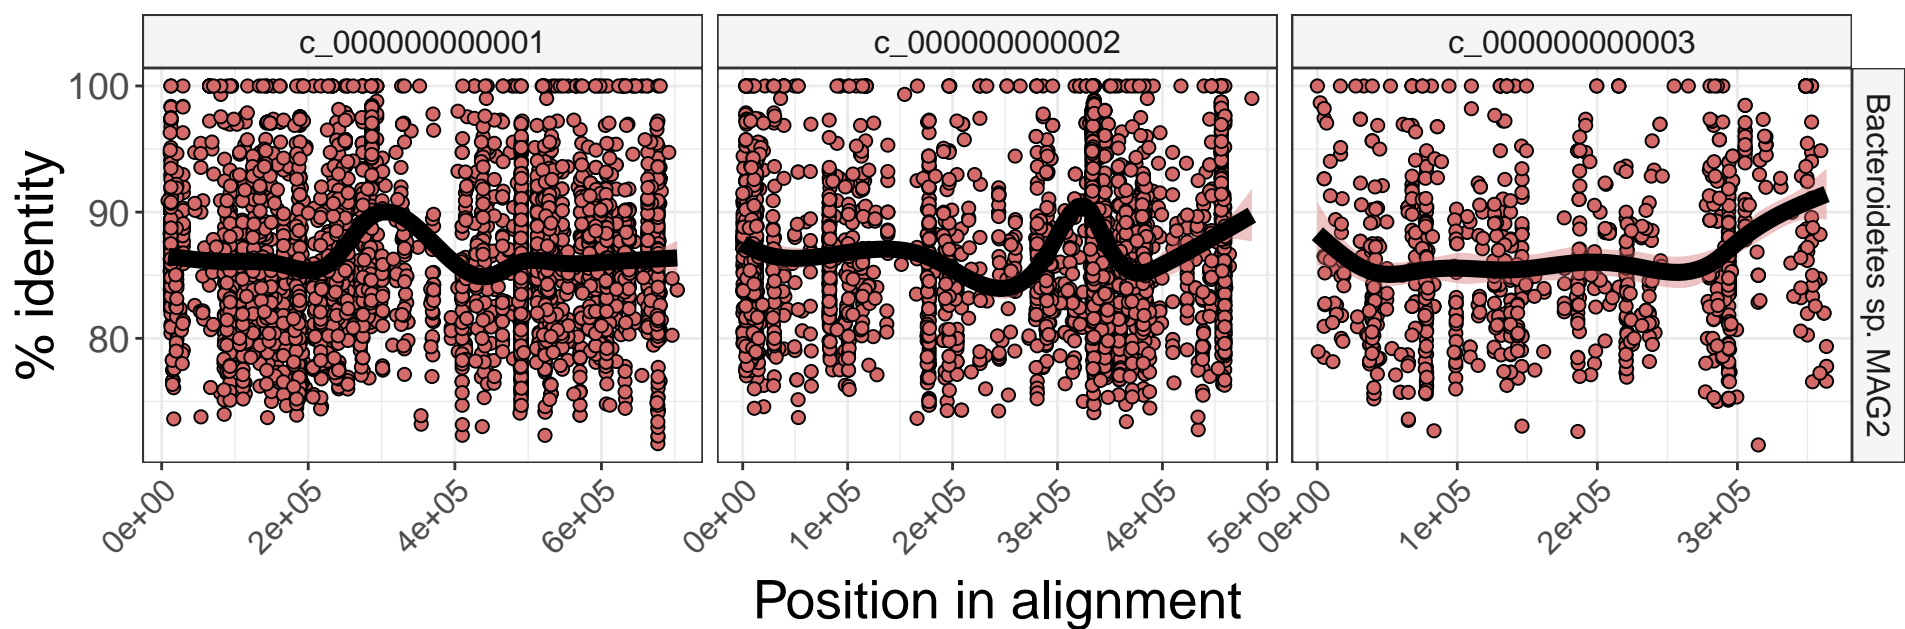 c_000000000001
c_000000000002
c_000000000003
100
90
80
% identity
Bacteroidetes sp. MAG2
0e+00
2e+05
4e+05
6e+05
0e+00
1e+05
2e+05
3e+05
4e+05
5e+05
0e+00
1e+05
2e+05
3e+05
Position in alignment